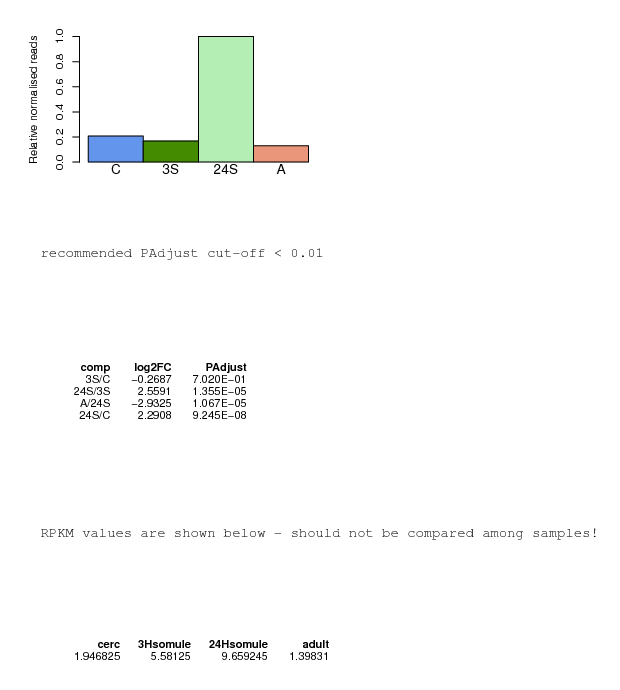 Relative normalised reads
1.0
0.8
0.6
0.4
0.2
0.0
C 3S 24S A
recommended PAdjust cut-off < 0.01
comp log2FC PAdjust
3S/C −0.2687 7.020E−01
24S/3S 2.5591 1.355E−05
A/24S −2.9325 1.067E−05
24S/C 2.2908 9.245E−08
RPKM values are shown below - should not be compared among samples!
cerc 3Hsomule 24Hsomule adult
1.946825 5.58125 9.659245 1.39831